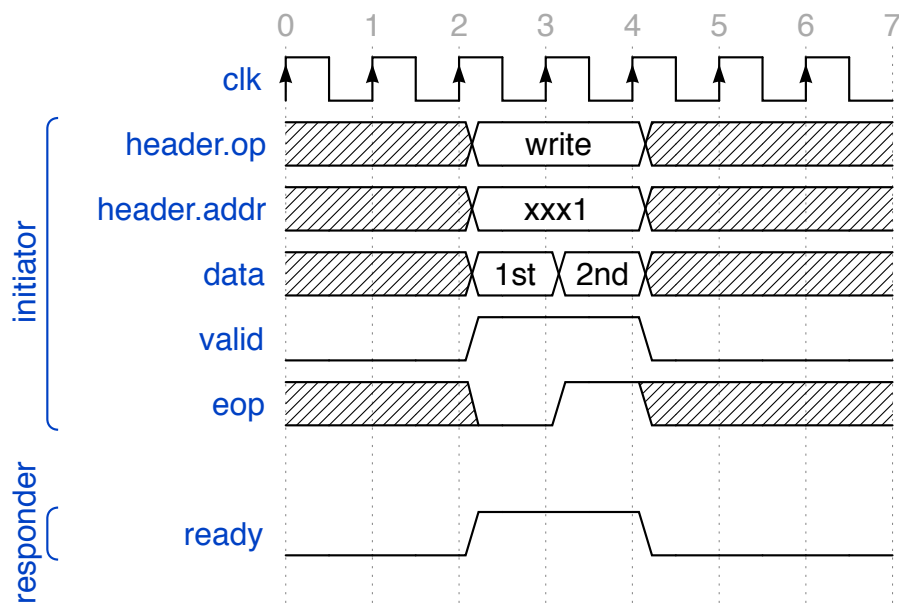 0 1 2 3 4 5 6 7
clk
header.op write
header.addr xxx1
data 1st 2nd
valid
eop
ready
initiator
responder